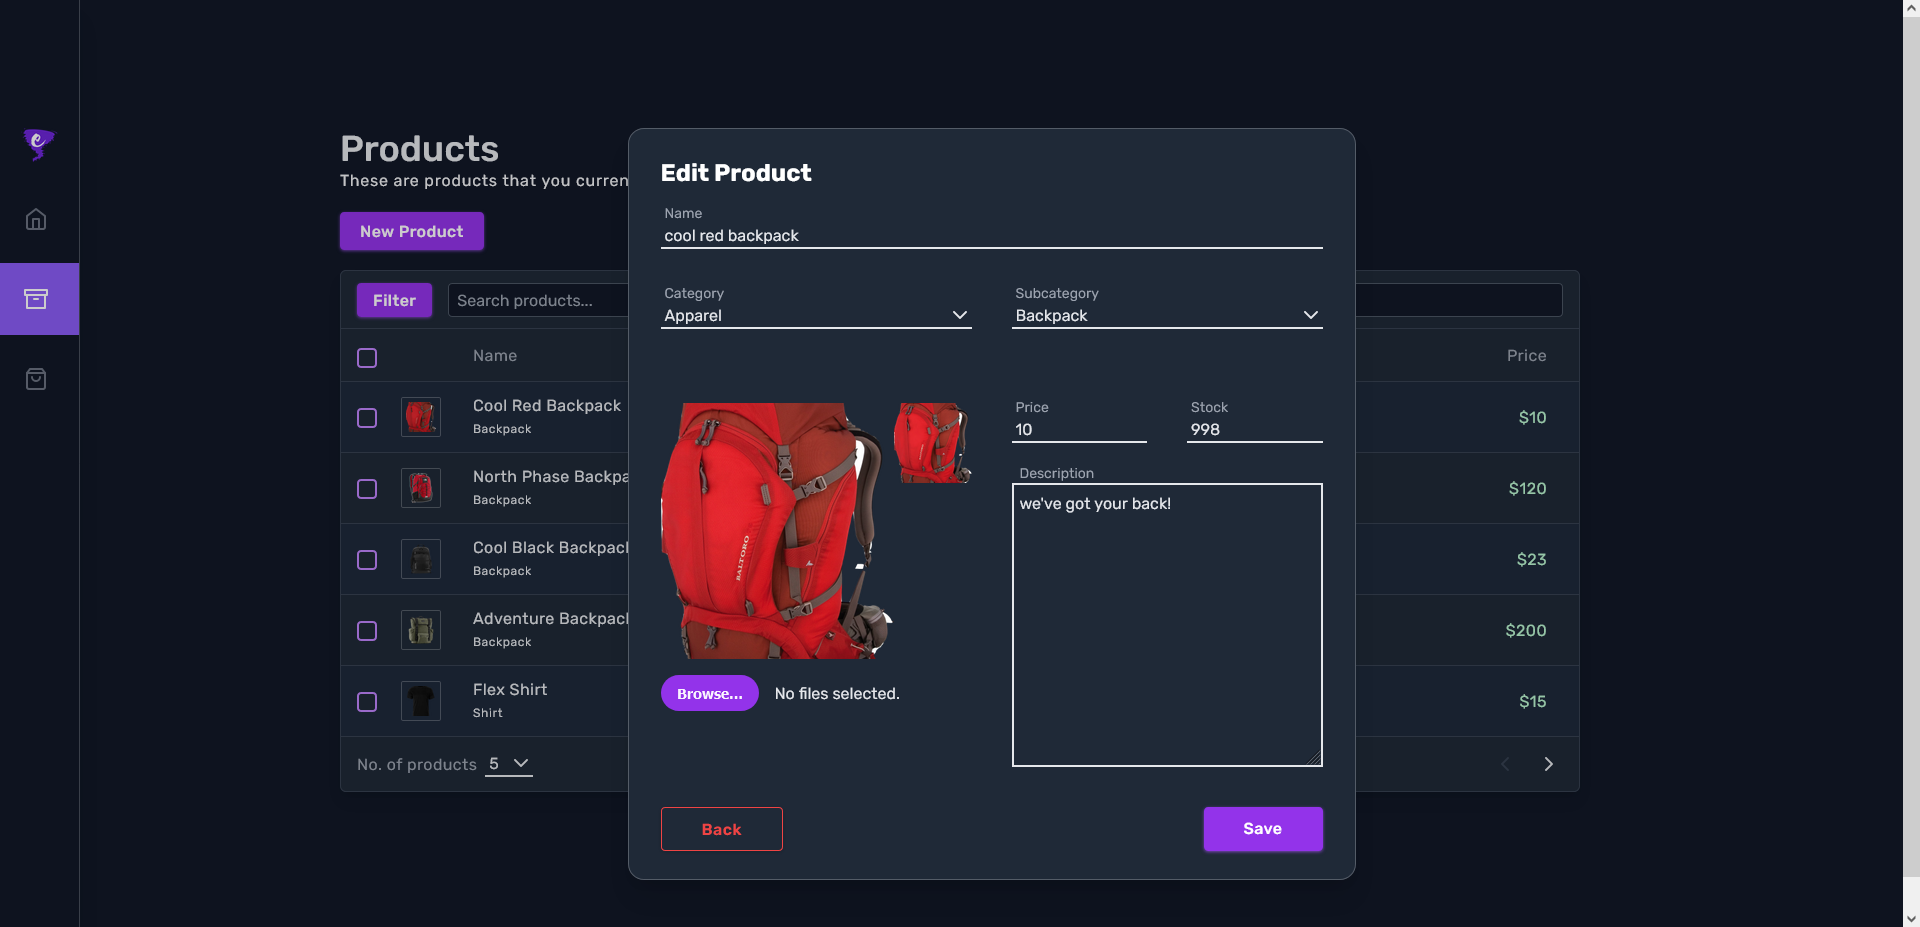 Products
These are products that you curren
New Product
Filter
Search products...
Name
Price
Cool Red Backpack
Backpack
$10
North Phase Backpa
Backpack
$120
Cool Black Backpack
Backpack
$23
Adventure Backpack
Backpack
$200
Flex Shirt
Shirt
$15
No. of products 5
Edit Product
Name
cool red backpack
Category
Apparel
Subcategory
Backpack
BALTORO
Browse... No files selected.
Price
10
Stock
998
Description
we've got your back!
Back
Save